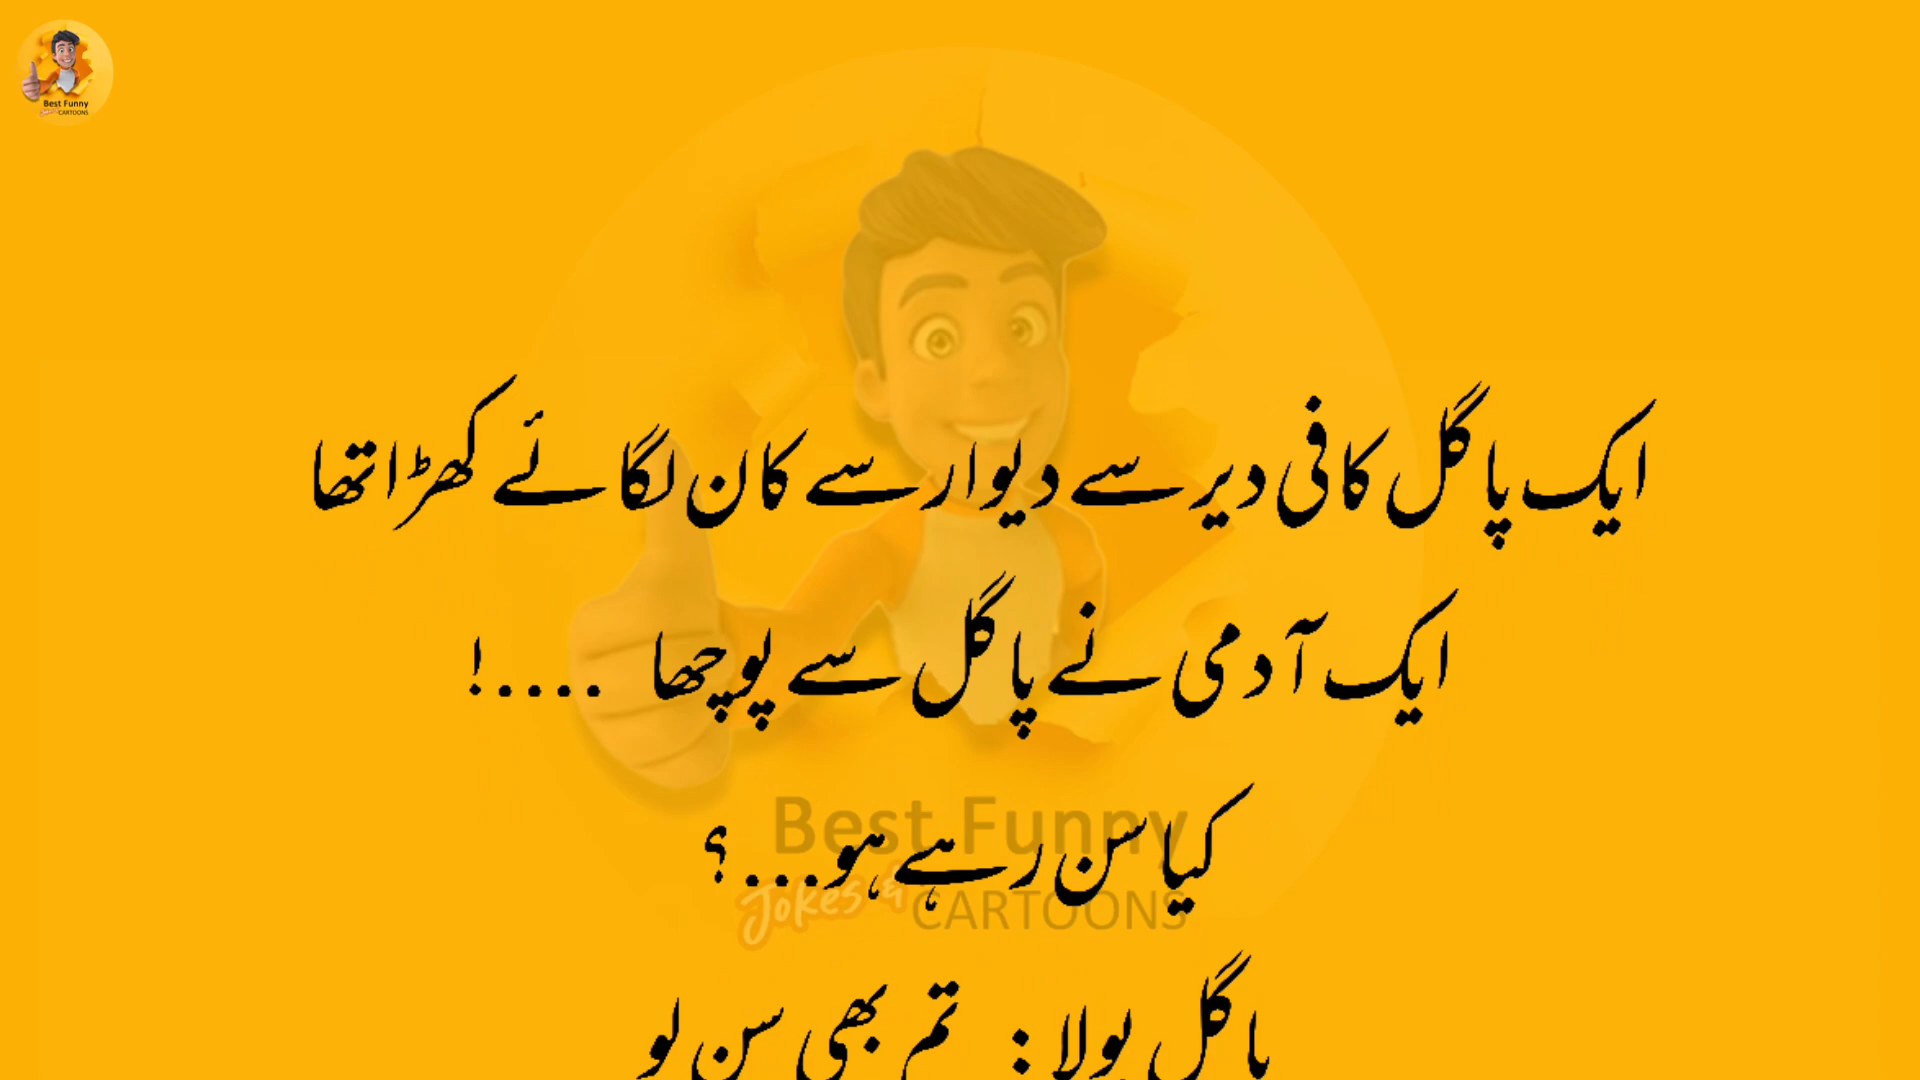 Best Funny
Jokes & CARTOONS
ایک پاگل کافی دیر سے دیوار سے کان لگائے کھڑا تھا
ایک آدمی نے پاگل سے پوچھا ....!
کیا سن رہے ہو...؟
Best Funny
Jokes & CARTOONS
پاگل بولا : تم بھی سن لو